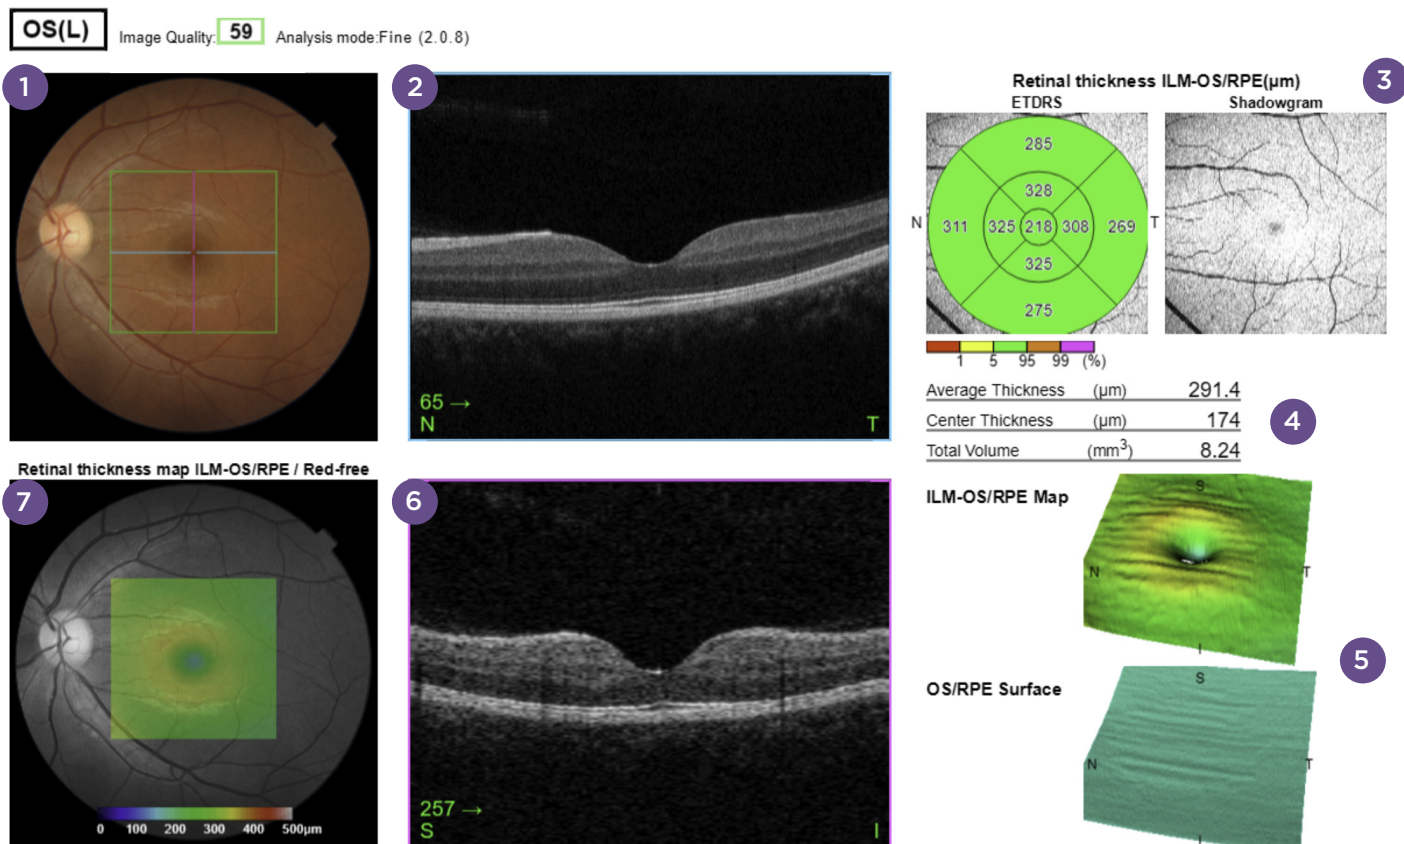 OS(L) Image Quality: 59 Analysis mode:Fine (2.0.8)
1
2
65 →
N T
3
Retinal thickness ILM-OS/RPE(μm)
ETDRS Shadowgram
285
328
N 311 325 218 308 269 T
325
275
1 5 95 99 (%)
Average Thickness (μm) 291.4
Center Thickness (μm) 174
Total Volume (mm³) 8.24
4
Retinal thickness map ILM-OS/RPE / Red-free
7
0 100 200 300 400 500μm
6
257 →
S I
ILM-OS/RPE Map
S
N T
I
5
OS/RPE Surface
S
N T
I